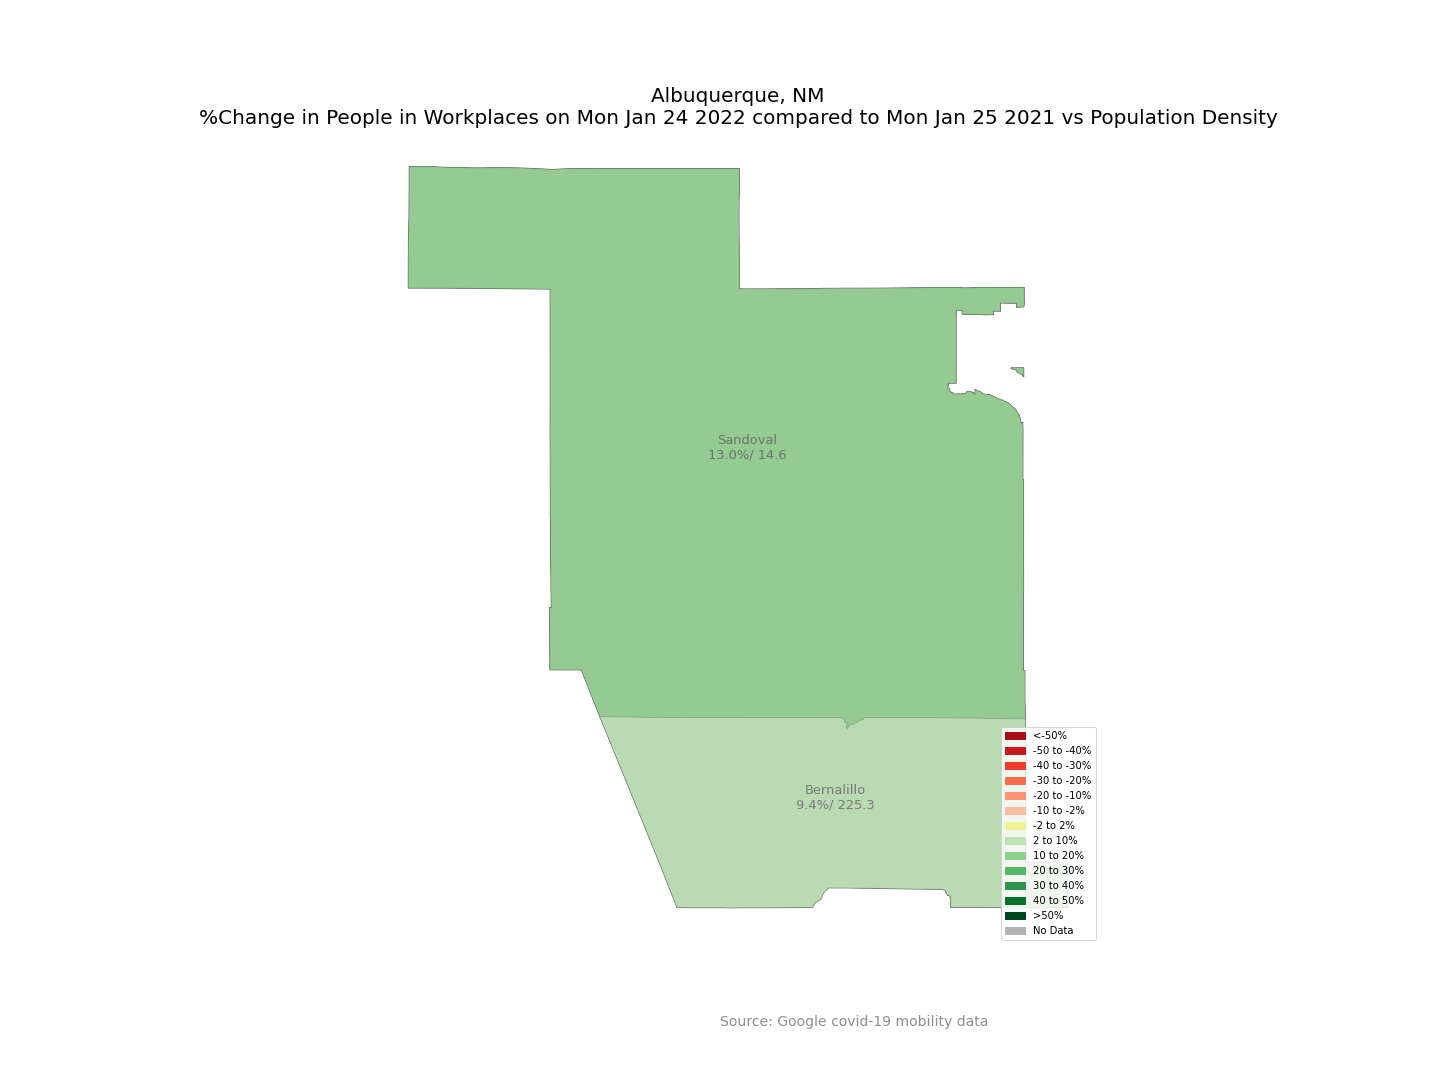 Albuquerque, NM
%Change in People in Workplaces on Mon Jan 24 2022 compared to Mon Jan 25 2021 vs Population Density
Sandoval
13.0%/ 14.6
Bernalillo
9.4%/ 225.3
<-50%
-50 to -40%
-40 to -30%
-30 to -20%
-20 to -10%
-10 to -2%
-2 to 2%
2 to 10%
10 to 20%
20 to 30%
30 to 40%
40 to 50%
>50%
No Data
Source: Google covid-19 mobility data